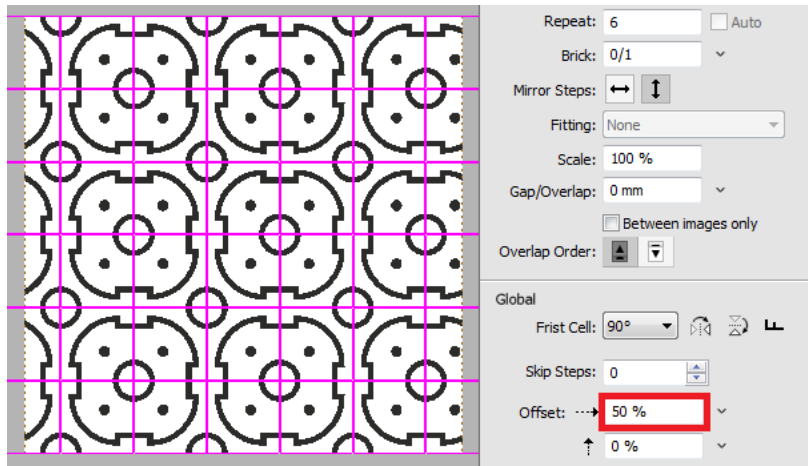 Repeat: 6 Auto
Brick: 0/1
Mirror Steps:
Fitting: None
Scale: 100 %
Gap/Overlap: 0 mm
Between images only
Overlap Order:
Global
Frist Cell: 90° F
Skip Steps: 0
Offset: 50 %
0 %